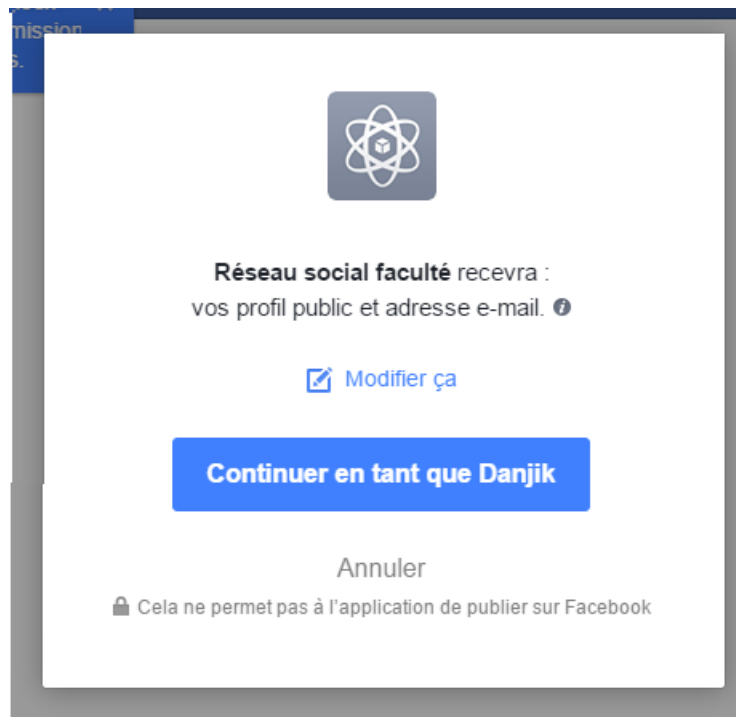 mission
s.
Réseau social faculté recevra :
vos profil public et adresse e-mail.
Modifier ça
Continuer en tant que Danjik
Annuler
Cela ne permet pas à l'application de publier sur Facebook